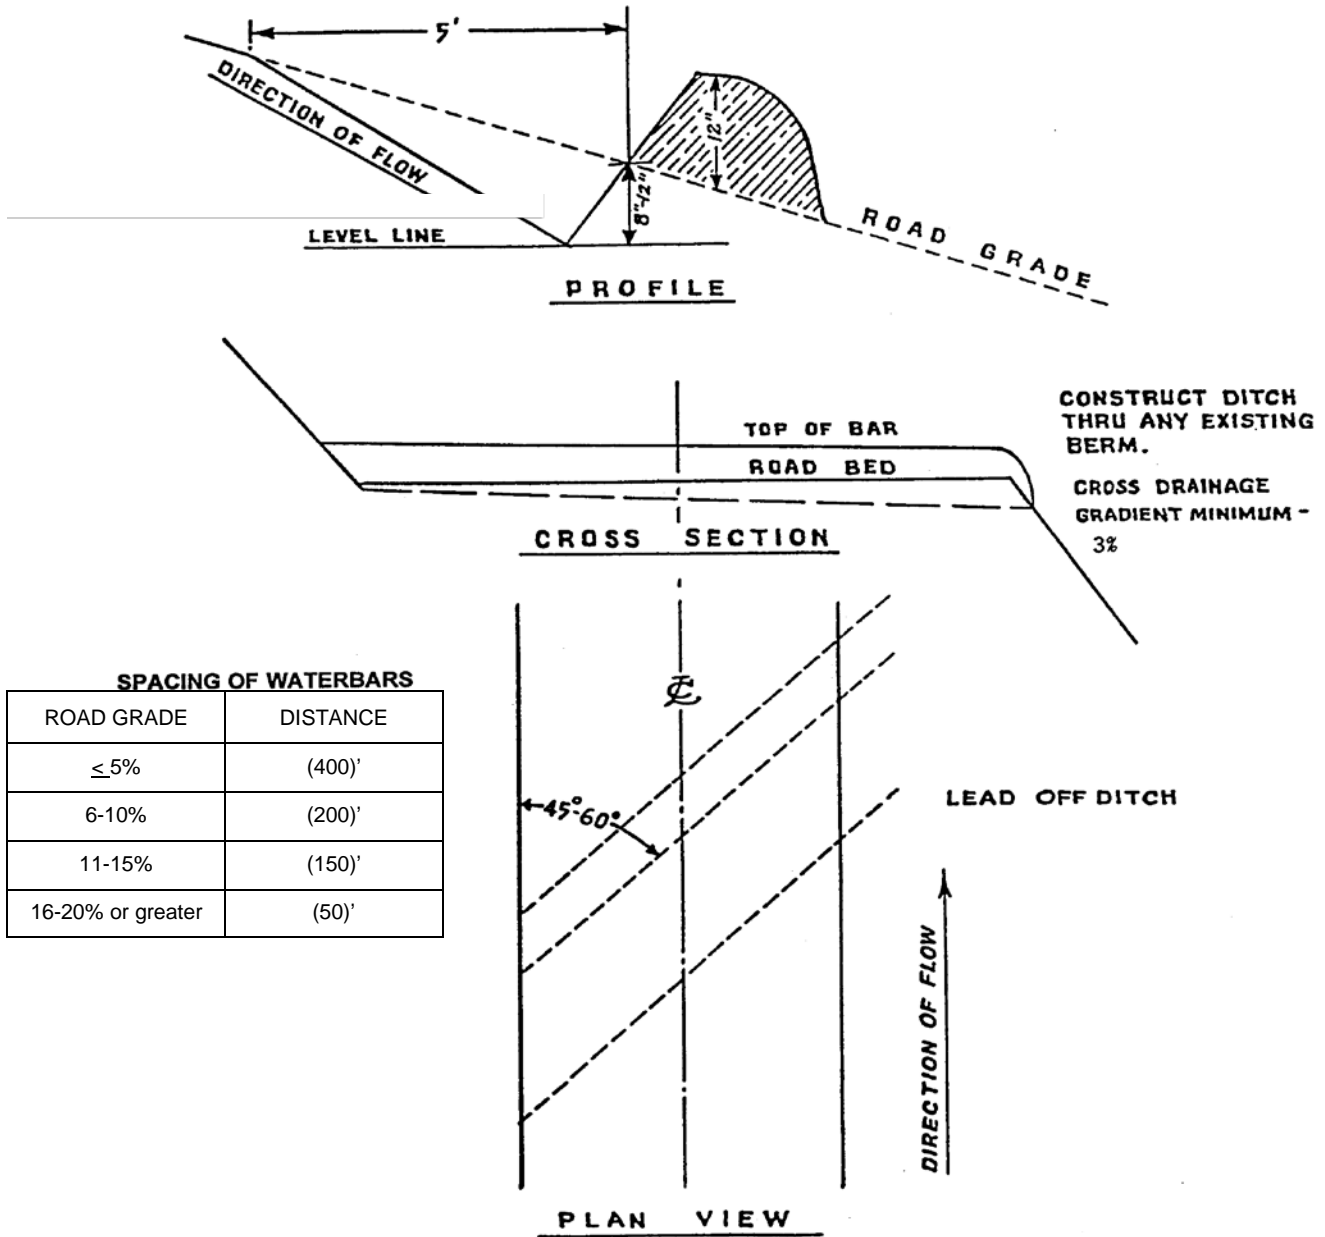 5'
DIRECTION OF FLOW
12"
8"-12"
LEVEL LINE
ROAD GRADE
PROFILE
CONSTRUCT DITCH
THRU ANY EXISTING
BERM.
TOP OF BAR
ROAD BED
CROSS DRAINAGE
GRADIENT MINIMUM -
3%
CROSS SECTION
SPACING OF WATERBARS
ROAD GRADE DISTANCE
≤ 5% (400)'
6-10% (200)'
11-15% (150)'
16-20% or greater (50)'
℄
45°-60°
LEAD OFF DITCH
DIRECTION OF FLOW
PLAN VIEW